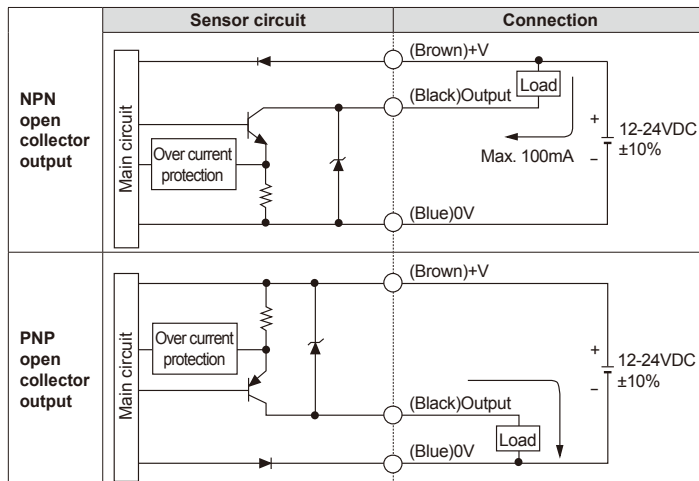 Sensor circuit
Connection
NPN
open
collector
output
Main circuit
Over current
protection
(Brown)+V
Load
(Black)Output
Max. 100mA
+
12-24VDC
±10%
−
(Blue)0V
PNP
open
collector
output
Main circuit
Over current
protection
(Brown)+V
+
12-24VDC
±10%
−
(Black)Output
Load
(Blue)0V